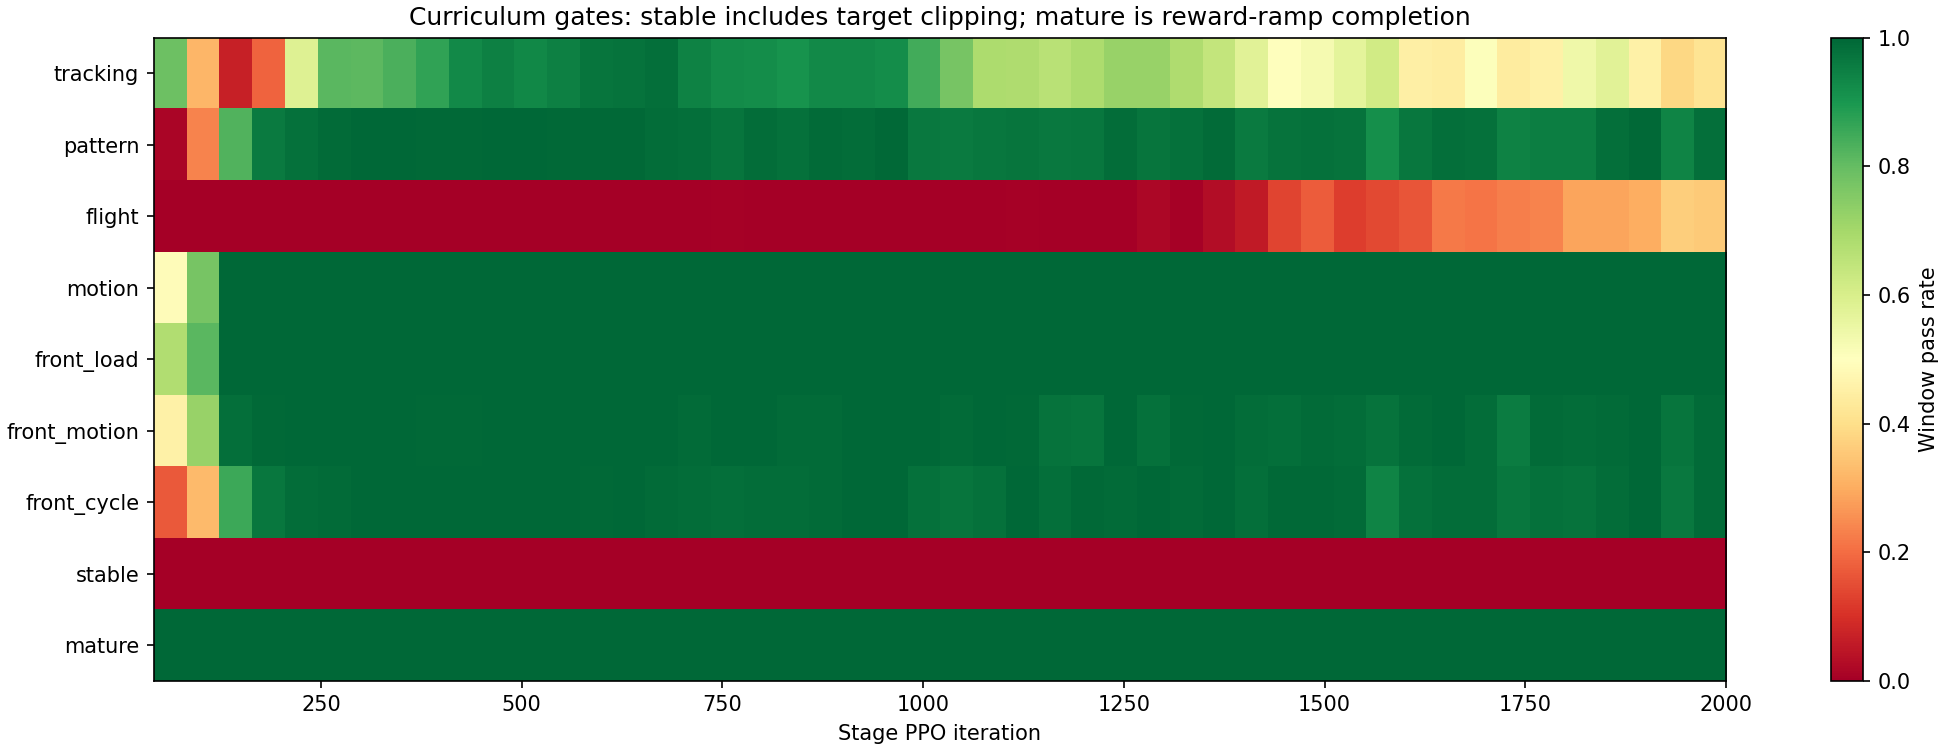 Curriculum gates: stable includes target clipping; mature is reward-ramp completion
tracking
pattern
flight
motion
front_load
front_motion
front_cycle
stable
mature
250 500 750 1000 1250 1500 1750 2000
Stage PPO iteration
1.0
0.8
0.6
0.4
0.2
0.0
Window pass rate